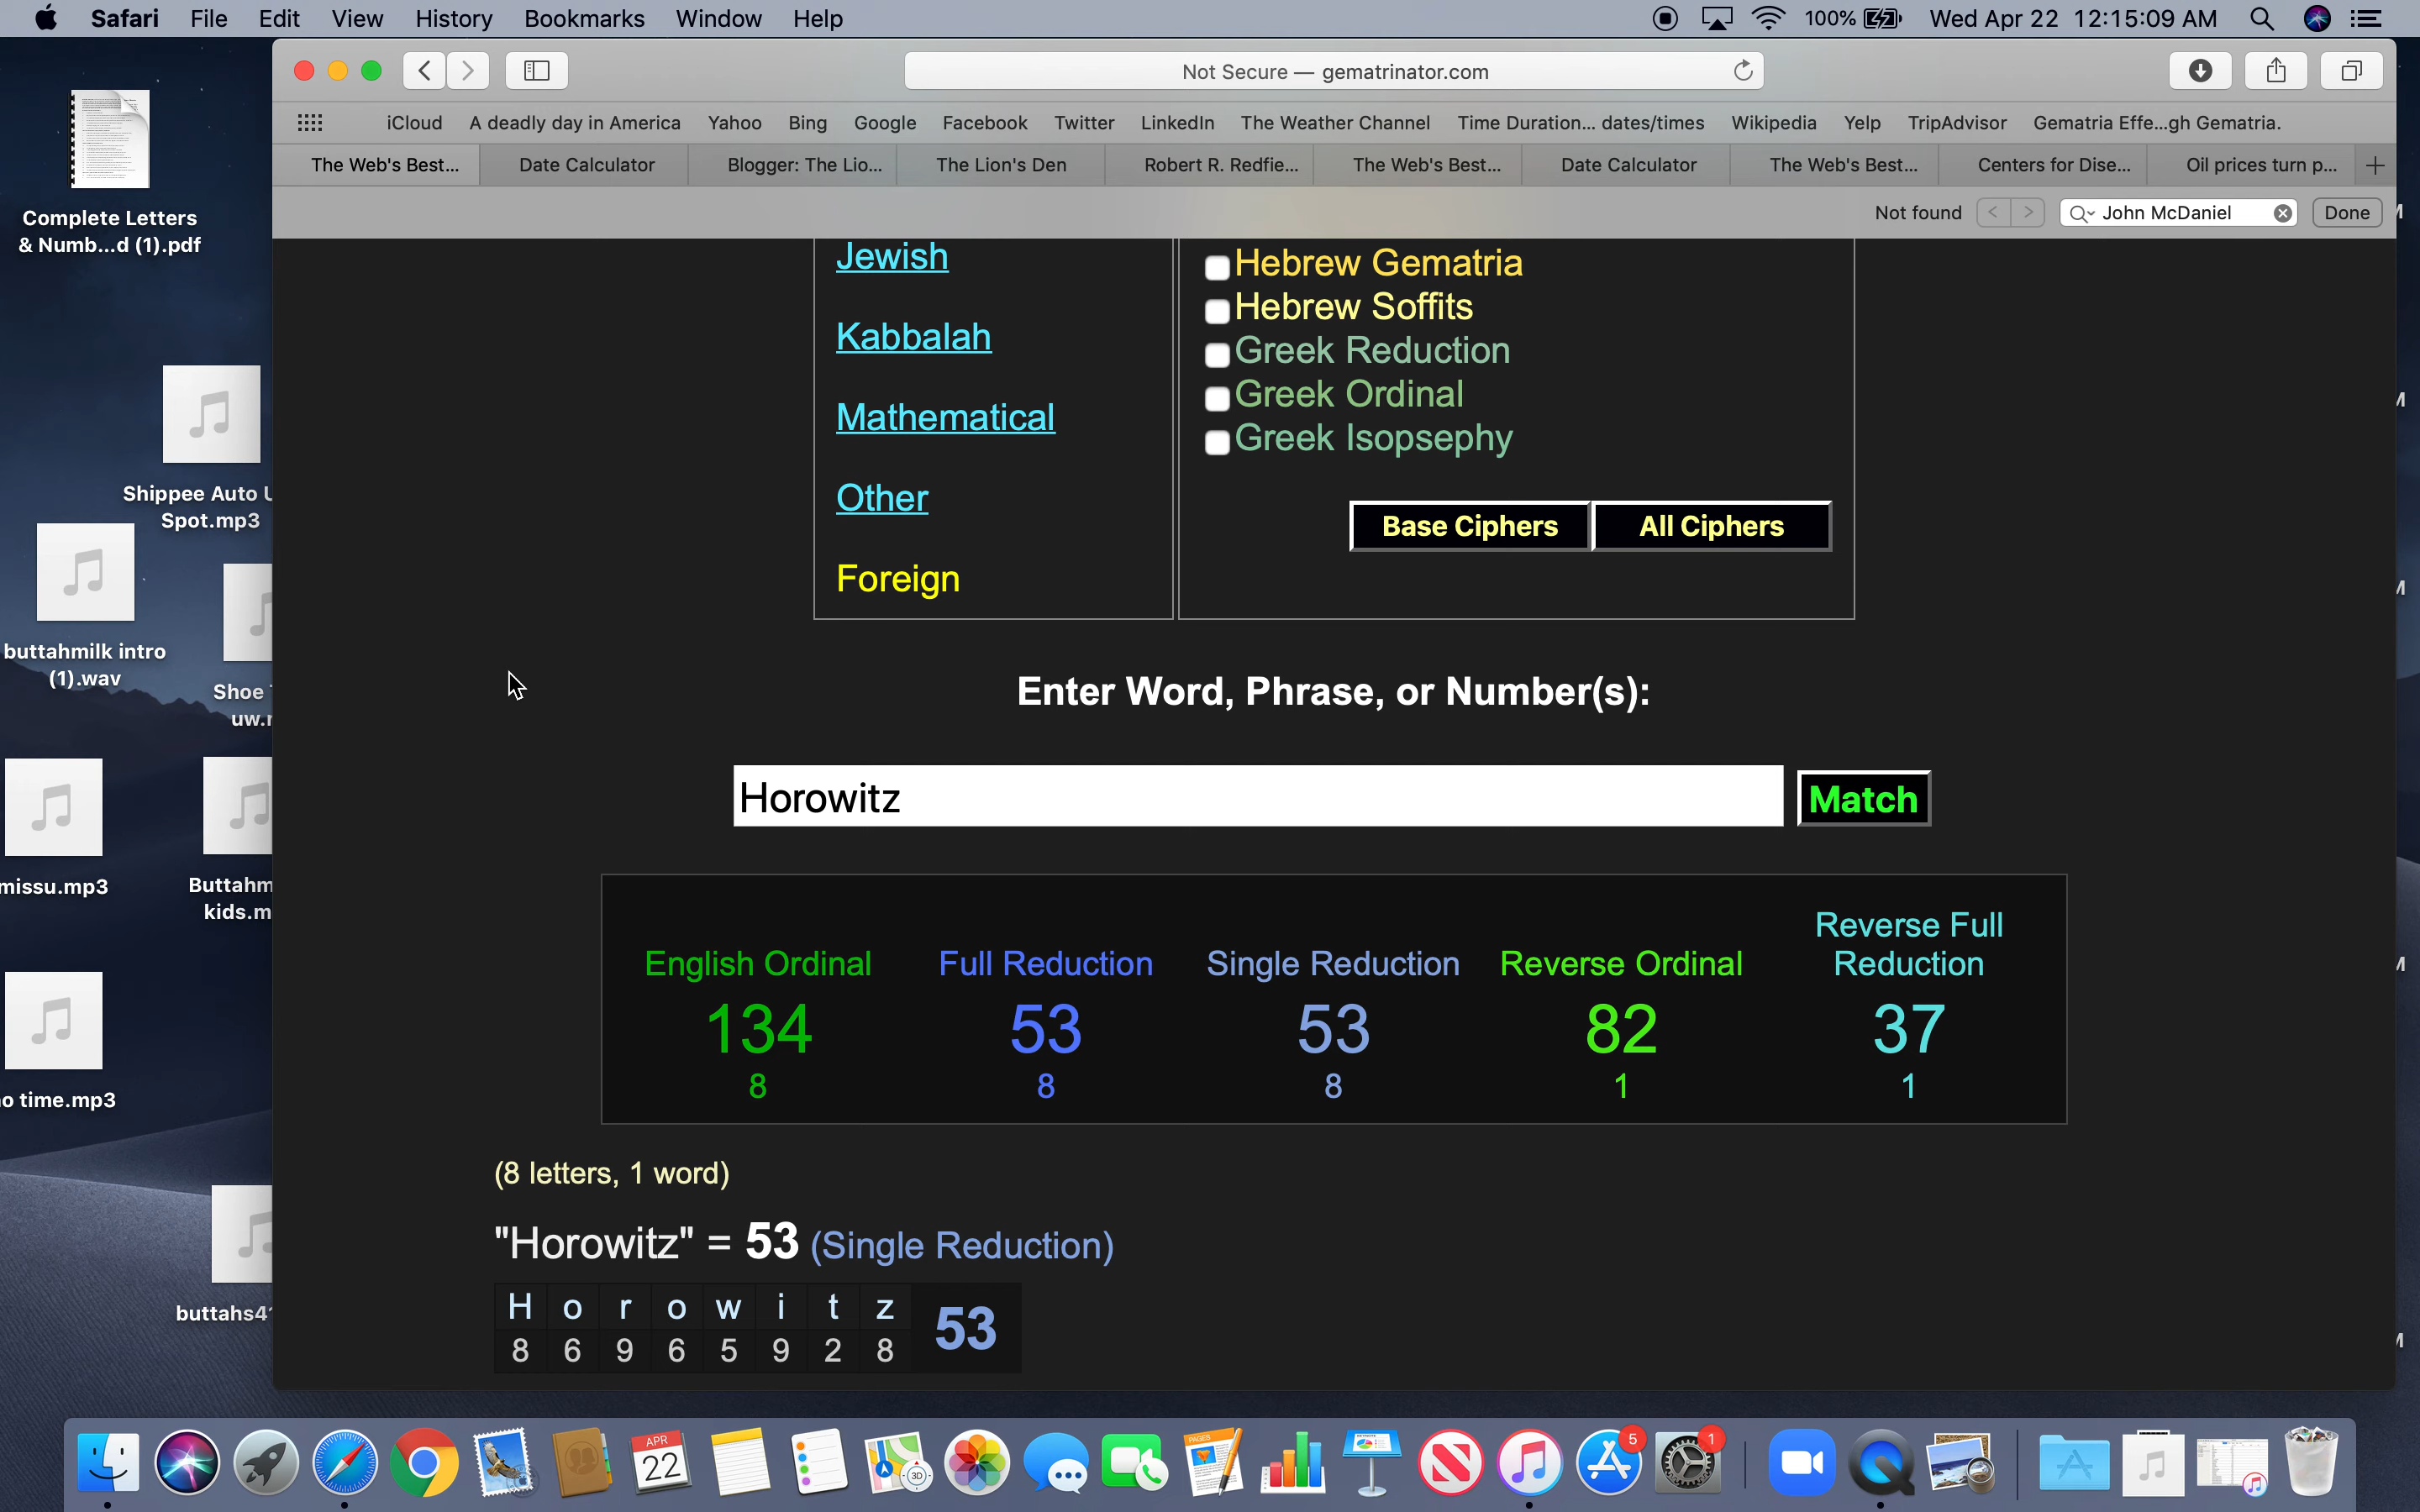 Safari File Edit View History Bookmarks Window Help 100% Wed Apr 22 12:15:09 AM
Not Secure — gematrinator.com
iCloud A deadly day in America Yahoo Bing Google Facebook Twitter LinkedIn The Weather Channel Time Duration... dates/times Wikipedia Yelp TripAdvisor Gematria Effe...gh Gematria.
The Web's Best... Date Calculator Blogger: The Lio... The Lion's Den Robert R. Redfie... The Web's Best... Date Calculator The Web's Best... Centers for Dise... Oil prices turn p...
Not found John McDaniel Done
Complete Letters
& Numb...d (1).pdf
Shippee Auto U
Spot.mp3
buttahmilk intro
(1).wav
Shoe
uw.
missu.mp3
Buttahm
kids.m
o time.mp3
buttahs4
Jewish
Kabbalah
Mathematical
Other
Foreign
Hebrew Gematria
Hebrew Soffits
Greek Reduction
Greek Ordinal
Greek Isopsephy
Base Ciphers All Ciphers
Enter Word, Phrase, or Number(s):
Horowitz Match
English Ordinal Full Reduction Single Reduction Reverse Ordinal Reverse Full
Reduction
134 53 53 82 37
8 8 8 1 1
(8 letters, 1 word)
"Horowitz" = 53 (Single Reduction)
H o r o w i t z 53
8 6 9 6 5 9 2 8
APR
22
PAGES
3D
5
1